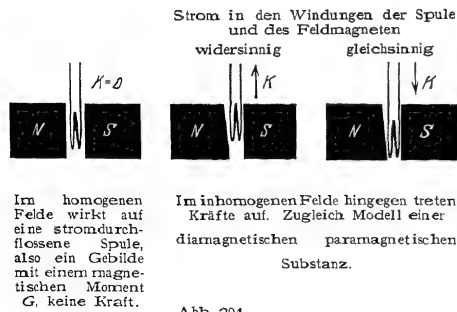 Strom in den Windungen der Spule
und des Feldmagneten
widersinnig gleichsinnig
K=0 K K
N S N S N S
Im homogenen
Felde wirkt auf
eine stromdurch-
flossene Spule,
also ein Gebilde
mit einem magne-
tischen Moment
G, keine Kraft.
Im inhomogenen Felde hingegen treten
Kräfte auf. Zugleich Modell einer
diamagnetischen paramagnetischen
Substanz.